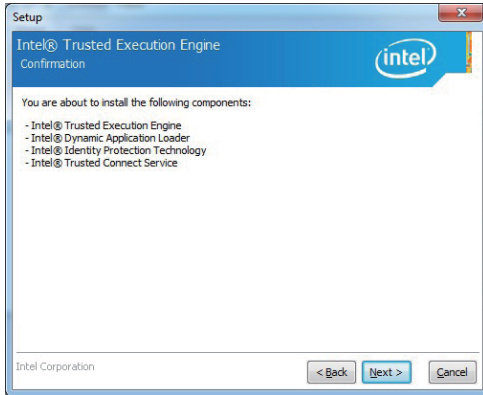 Setup
Intel® Trusted Execution Engine
Confirmation
intel
You are about to install the following components:
- Intel® Trusted Execution Engine
- Intel® Dynamic Application Loader
- Intel® Identity Protection Technology
- Intel® Trusted Connect Service
Intel Corporation
< Back Next > Cancel